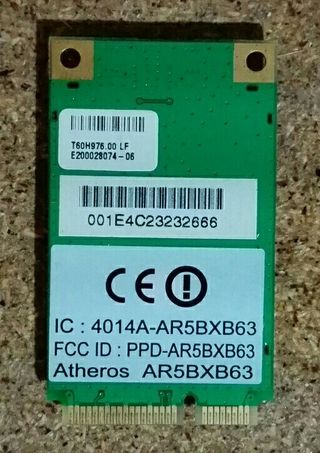 T60H976.00 LF
E200028074-06
001E4C23232666
CE
IC : 4014A-AR5BXB63
FCC ID : PPD-AR5BXB63
Atheros AR5BXB63